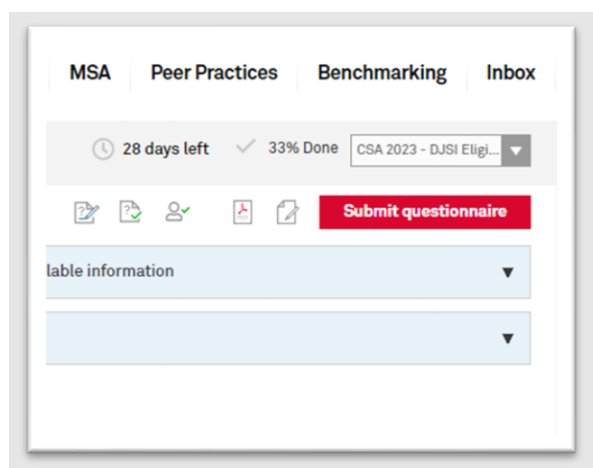 MSA Peer Practices Benchmarking Inbox
28 days left 33% Done CSA 2023 - DJSI Eligi...
Submit questionnaire
lable information